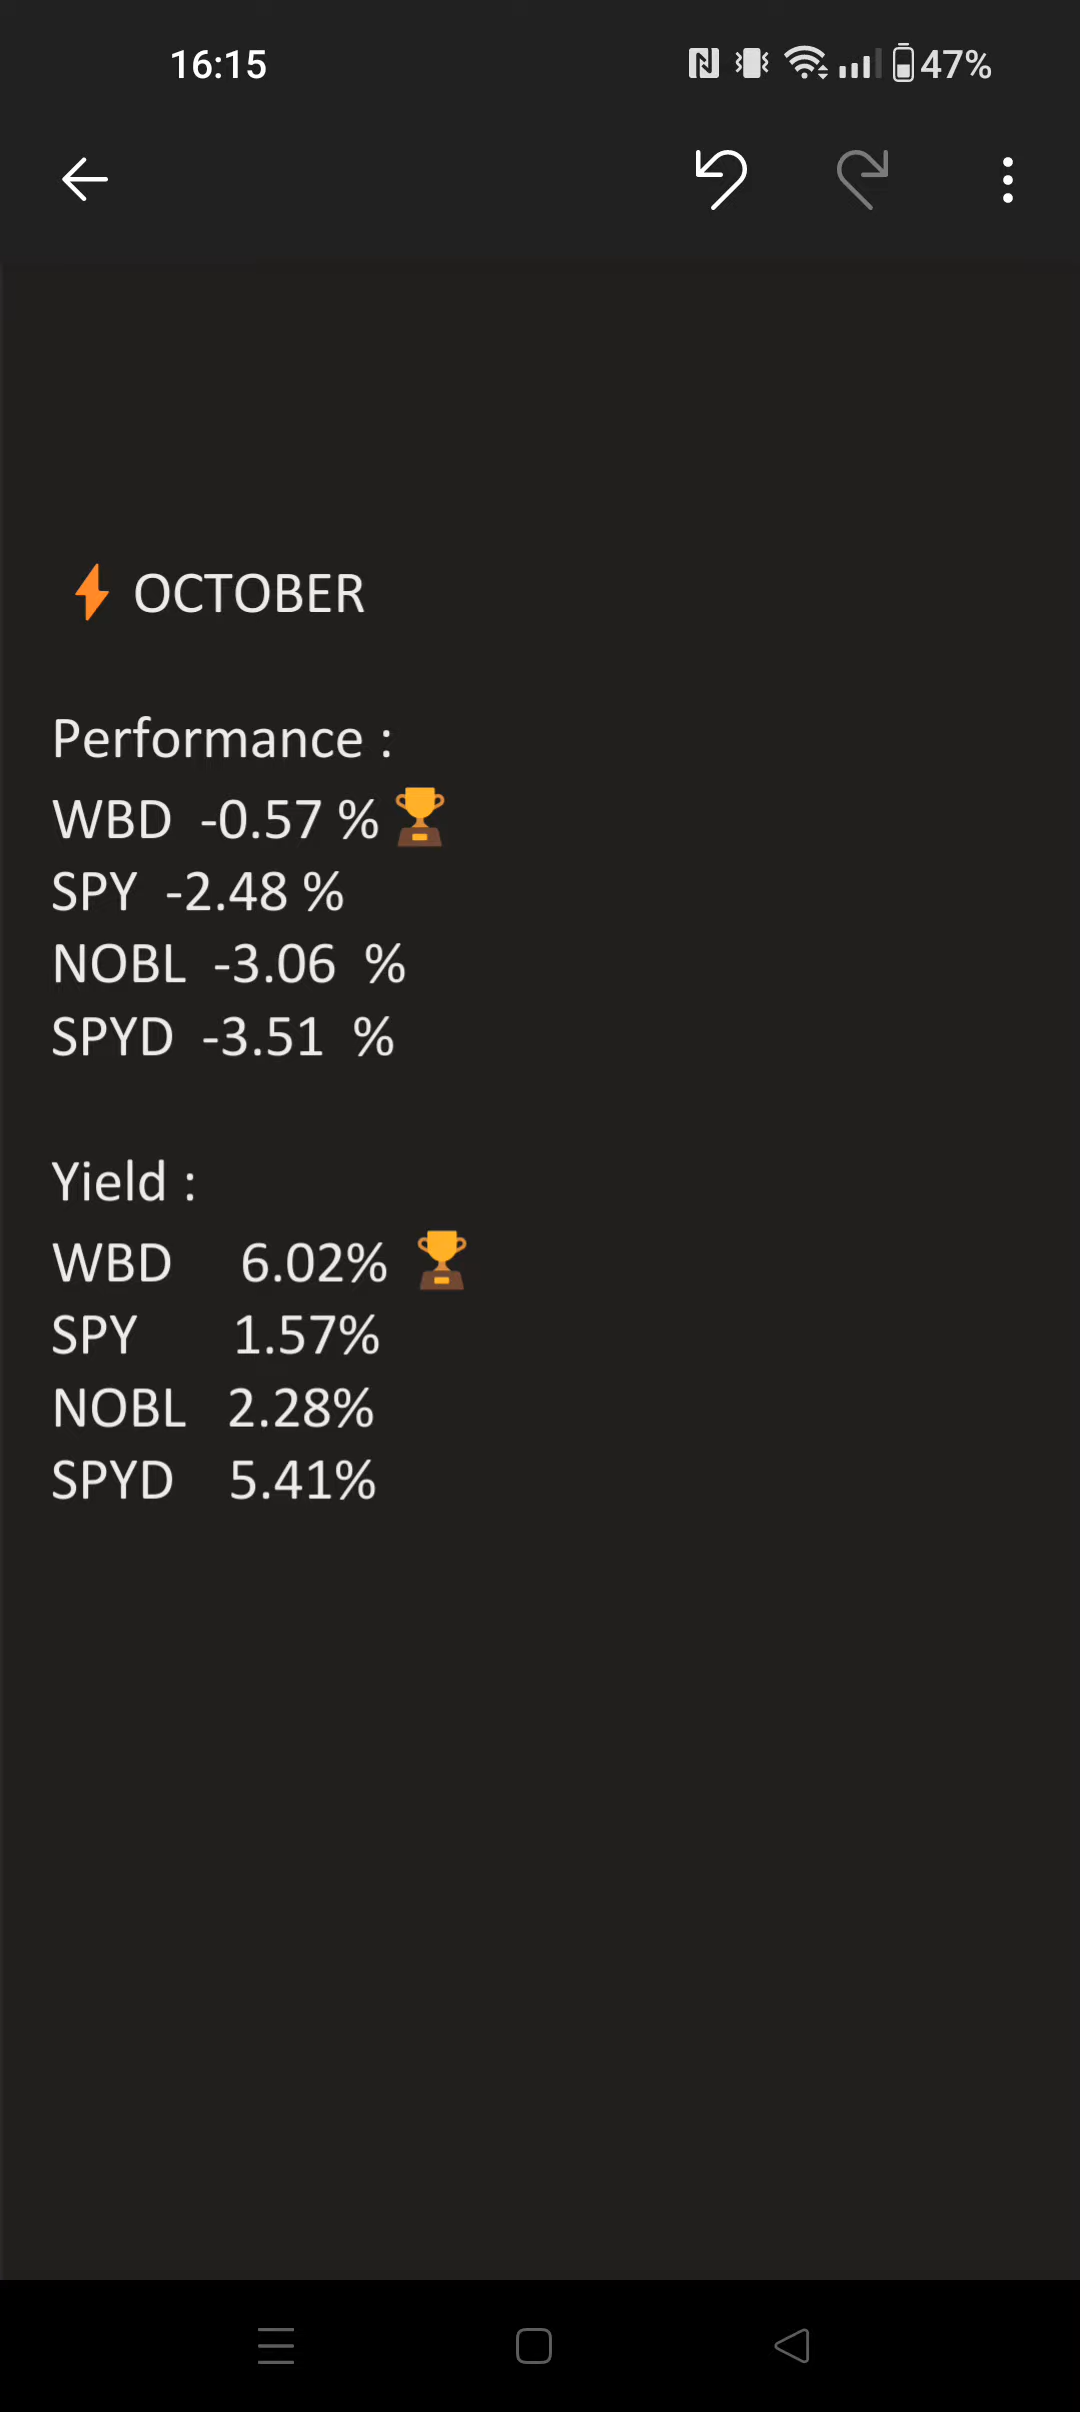 16:15 47%
⚡ OCTOBER
Performance :
WBD -0.57 % 🏆
SPY -2.48 %
NOBL -3.06 %
SPYD -3.51 %
Yield :
WBD 6.02% 🏆
SPY 1.57%
NOBL 2.28%
SPYD 5.41%